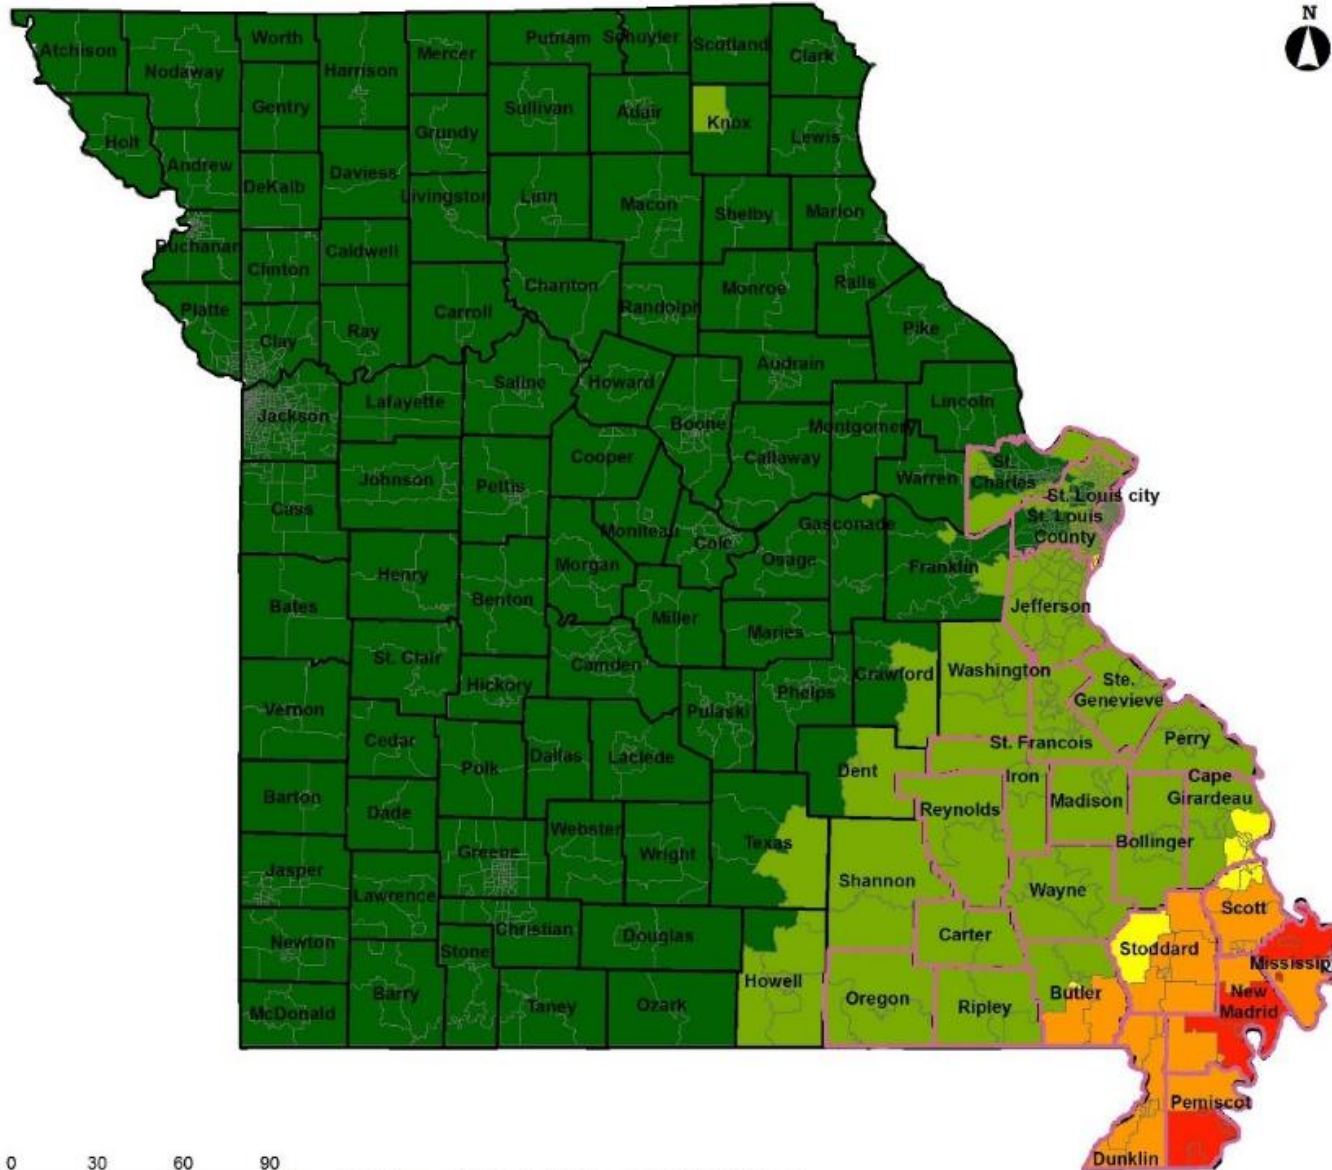 N
Atchison
Nodaway
Worth
Harrison
Mercer
Putnam
Schuyler
Scotland
Clark
Gentry
Sullivan
Adair
Knox
Lewis
Holt
Andrew
DeKalb
Daviess
Grundy
Livingston
Linn
Macon
Shelby
Marion
Buchanan
Clinton
Caldwell
Platte
Clay
Ray
Carroll
Chariton
Randolph
Monroe
Ralls
Pike
Audrain
Jackson
Lafayette
Saline
Howard
Boone
Callaway
Montgomery
Lincoln
Warren
St.
Charles
St. Louis city
St. Louis
County
Cass
Johnson
Pettis
Cooper
Moniteau
Cole
Osage
Gasconade
Franklin
Jefferson
Bates
Henry
Benton
Morgan
Miller
Maries
St. Clair
Hickory
Camden
Pulaski
Phelps
Crawford
Washington
Ste.
Genevieve
St. Francois
Perry
Vernon
Cedar
Polk
Dallas
Laclede
Dent
Iron
Reynolds
Madison
Cape
Girardeau
Bollinger
Barton
Dade
Greene
Webster
Wright
Texas
Shannon
Wayne
Jasper
Lawrence
Christian
Douglas
Carter
Stoddard
Scott
Mississip
Newton
Stone
Howell
Oregon
Ripley
Butler
New
Madrid
McDonald
Barry
Taney
Ozark
Pemiscot
Dunklin
0 30 60 90